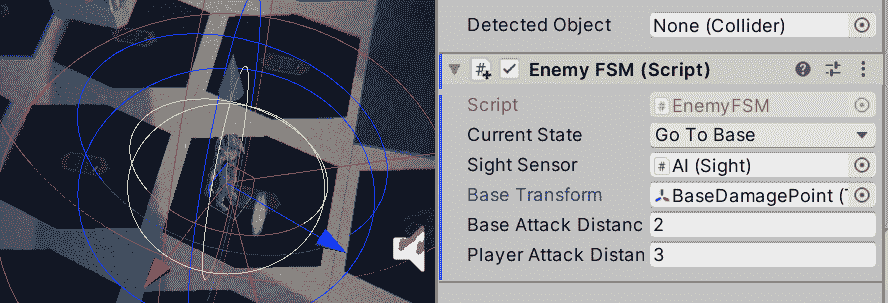 Detected Object None (Collider)
Enemy FSM (Script)
Script EnemyFSM
Current State Go To Base
Sight Sensor AI (Sight)
Base Transform BaseDamagePoint (T
Base Attack Distanc 2
Player Attack Distan 3